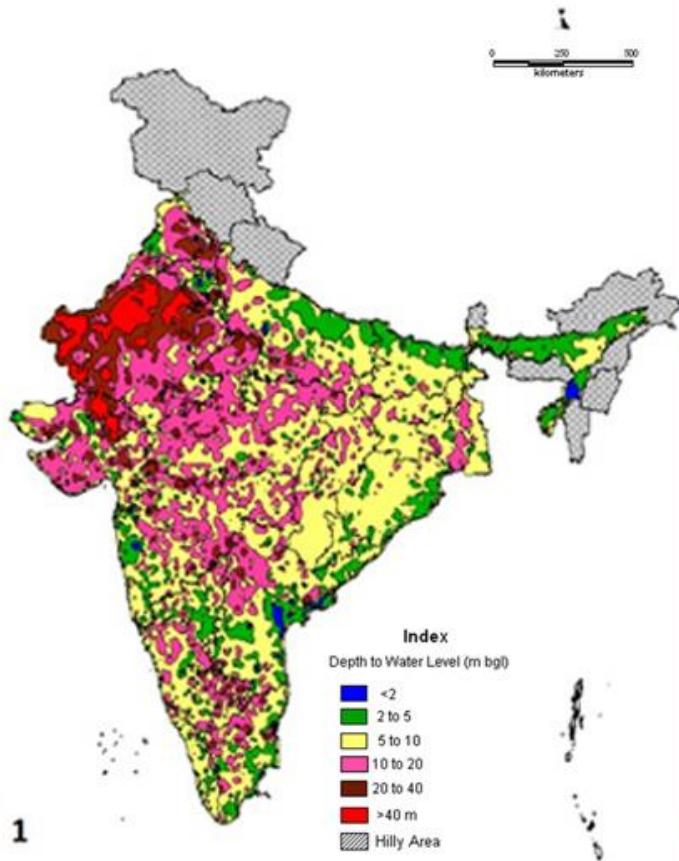 0 250 500
kilometers
Index
Depth to Water Level (m bgl)
<2
2 to 5
5 to 10
10 to 20
20 to 40
>40 m
Hilly Area
1